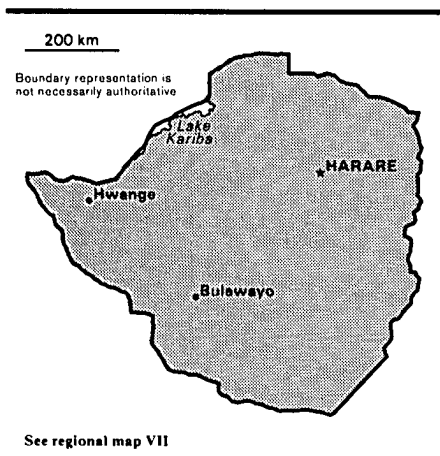 200 km
Boundary representation is
not necessarily authoritative
Lake
Kariba
HARARE
Hwange
Bulawayo
See regional map VII